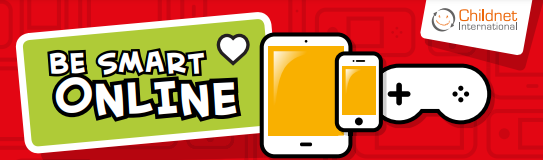 BE SMART
ONLINE
Childnet
International